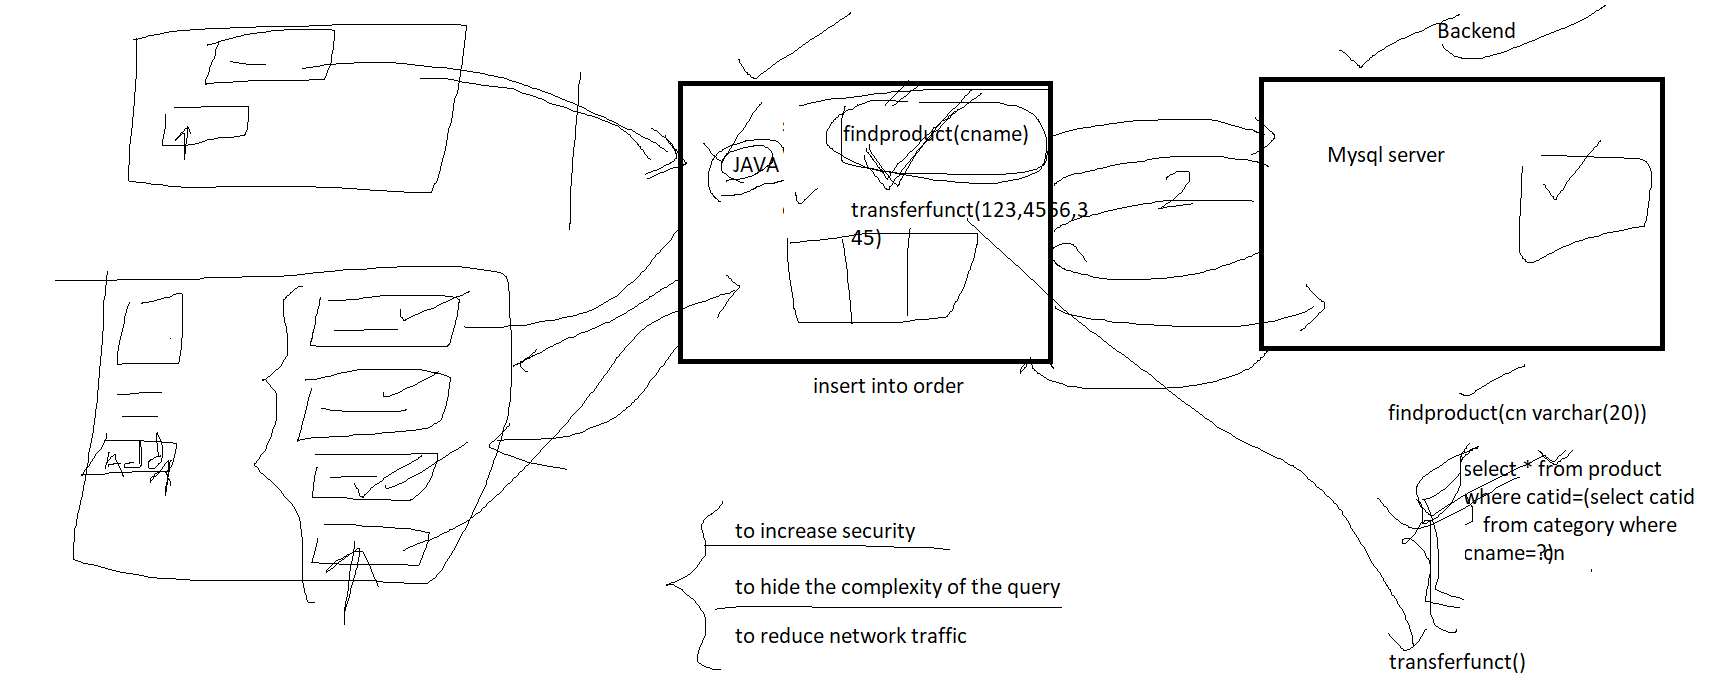 Backend
findproduct(cname)
JAVA
Mysql server
transferfunct(123,4556,3
45)
2
insert into order
findproduct(cn varchar(20))
select * from product
where catid=(select catid
from category where
cname=?
to increase security
to hide the complexity of the query
to reduce network traffic
transferfunct()